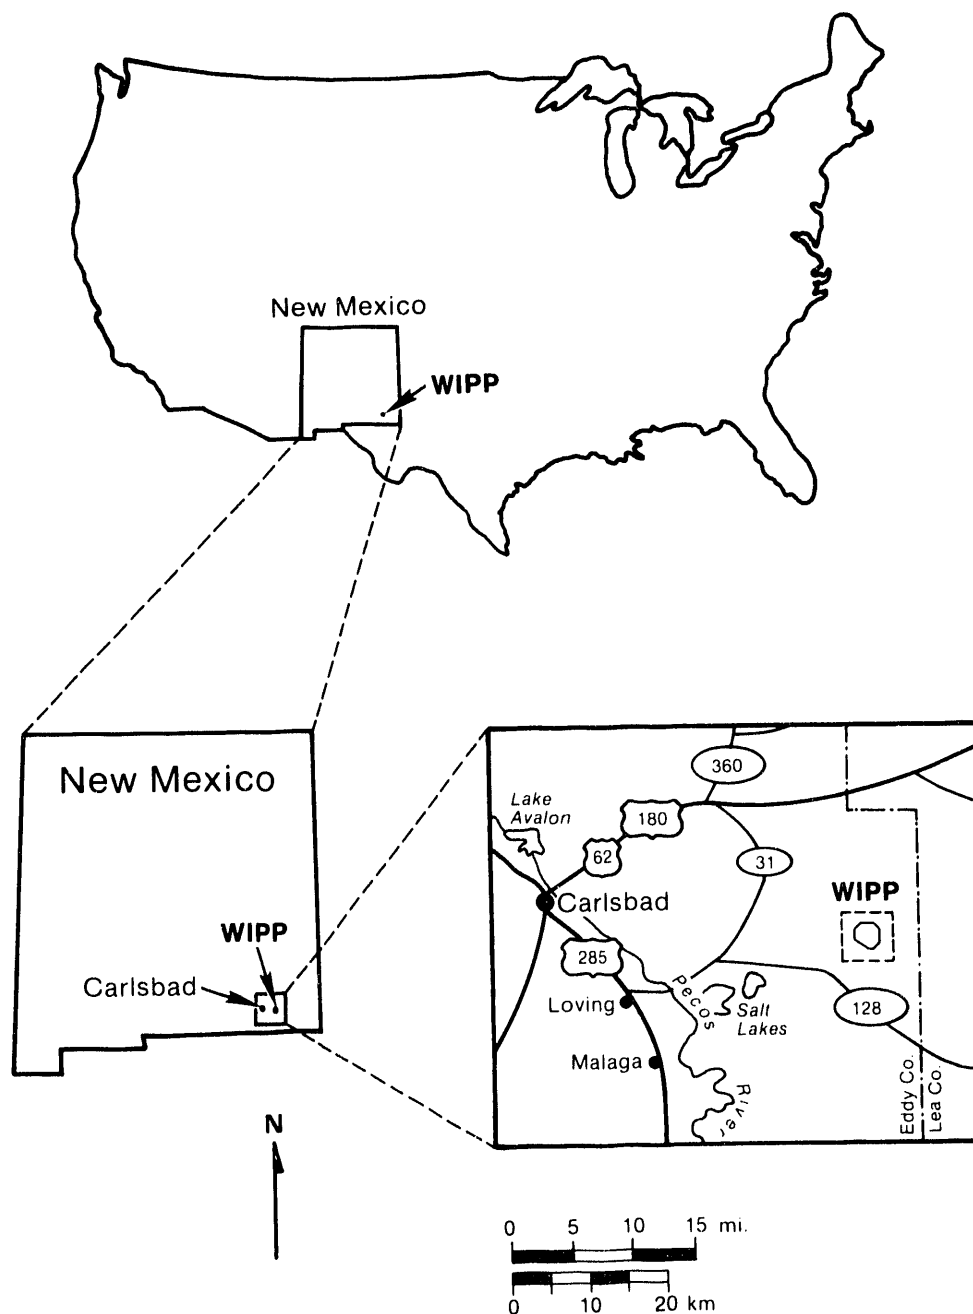 New Mexico
WIPP
New Mexico
WIPP
Carlsbad
N
360
Lake
Avalon
180
62
31
WIPP
Carlsbad
285
Pecos
River
Loving
Salt
Lakes
128
Malaga
Eddy Co.
Lea Co.
0 5 10 15 mi.
0 10 20 km